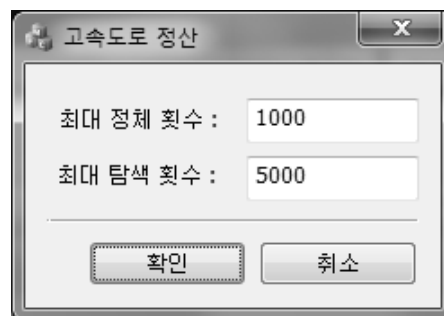 고속도로 정산
최대 정체 횟수 : 1000
최대 탐색 횟수 : 5000
확인 취소